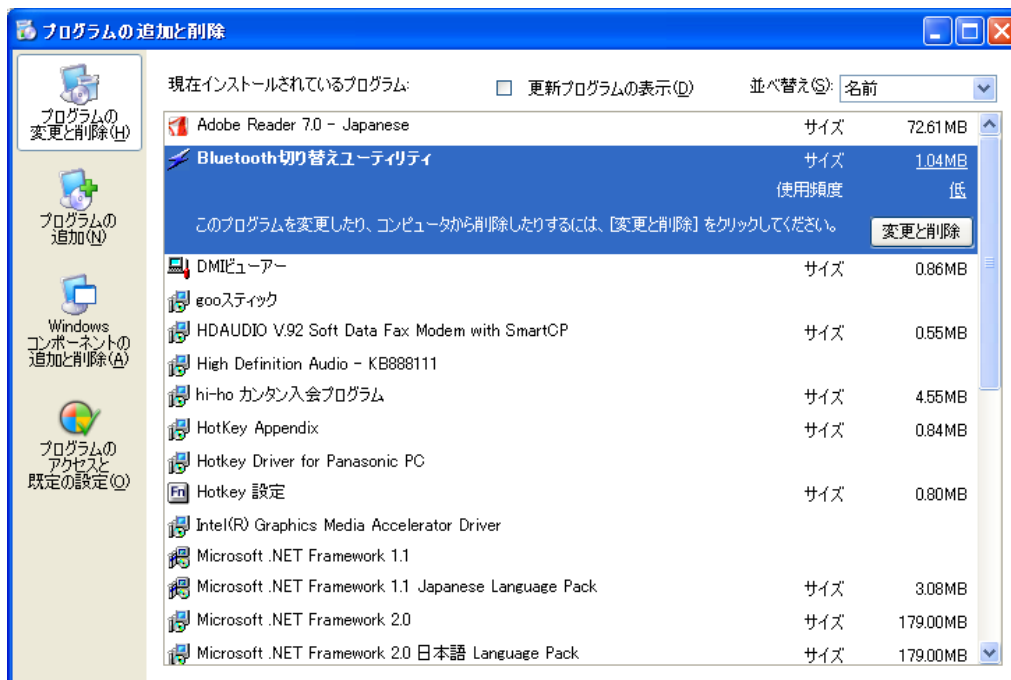 プログラムの追加と削除
プログラムの
変更と削除(H)
プログラムの
追加(N)
Windows
コンポーネントの
追加と削除(A)
プログラムの
アクセスと
既定の設定(O)
現在インストールされているプログラム: 更新プログラムの表示(D) 並べ替え(S): 名前
Adobe Reader 7.0 - Japanese サイズ 72.61MB
Bluetooth切り替えユーティリティ サイズ 1.04MB
使用頻度 低
このプログラムを変更したり、コンピュータから削除したりするには、[変更と削除] をクリックしてください。 変更と削除
DMIビューアー サイズ 0.86MB
gooスティック
HDAUDIO V.92 Soft Data Fax Modem with SmartCP サイズ 0.55MB
High Definition Audio - KB888111
hi-ho カンタン入会プログラム サイズ 4.55MB
HotKey Appendix サイズ 0.84MB
Hotkey Driver for Panasonic PC
Fn Hotkey 設定 サイズ 0.80MB
Intel(R) Graphics Media Accelerator Driver
Microsoft .NET Framework 1.1
Microsoft .NET Framework 1.1 Japanese Language Pack サイズ 3.08MB
Microsoft .NET Framework 2.0 サイズ 179.00MB
Microsoft .NET Framework 2.0 日本語 Language Pack サイズ 179.00MB